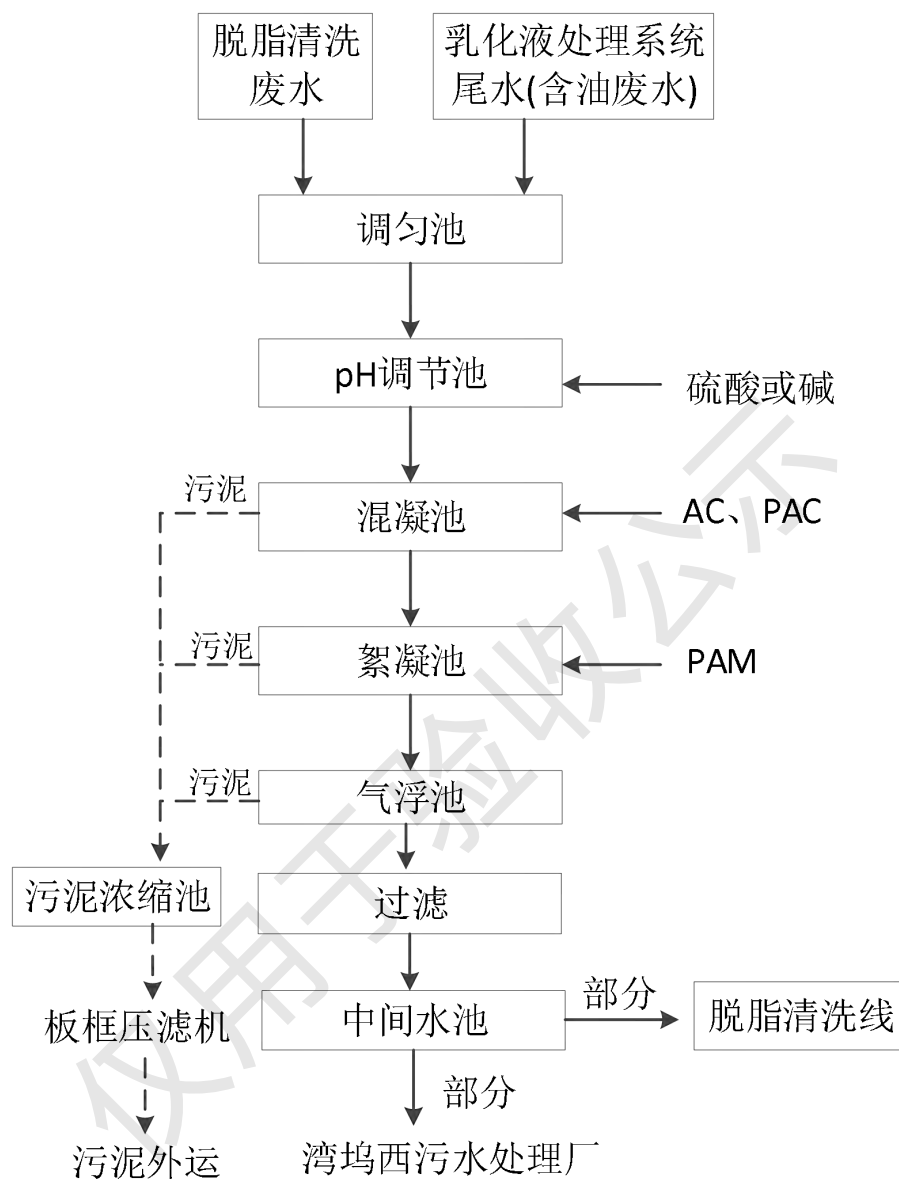 脱脂清洗
废水
乳化液处理系统
尾水(含油废水)
调匀池
pH调节池
硫酸或碱
污泥
混凝池
AC、PAC
污泥
絮凝池
PAM
污泥
气浮池
污泥浓缩池
过滤
中间水池
部分
脱脂清洗线
板框压滤机
部分
污泥外运
湾坞西污水处理厂
仅用于验收公示